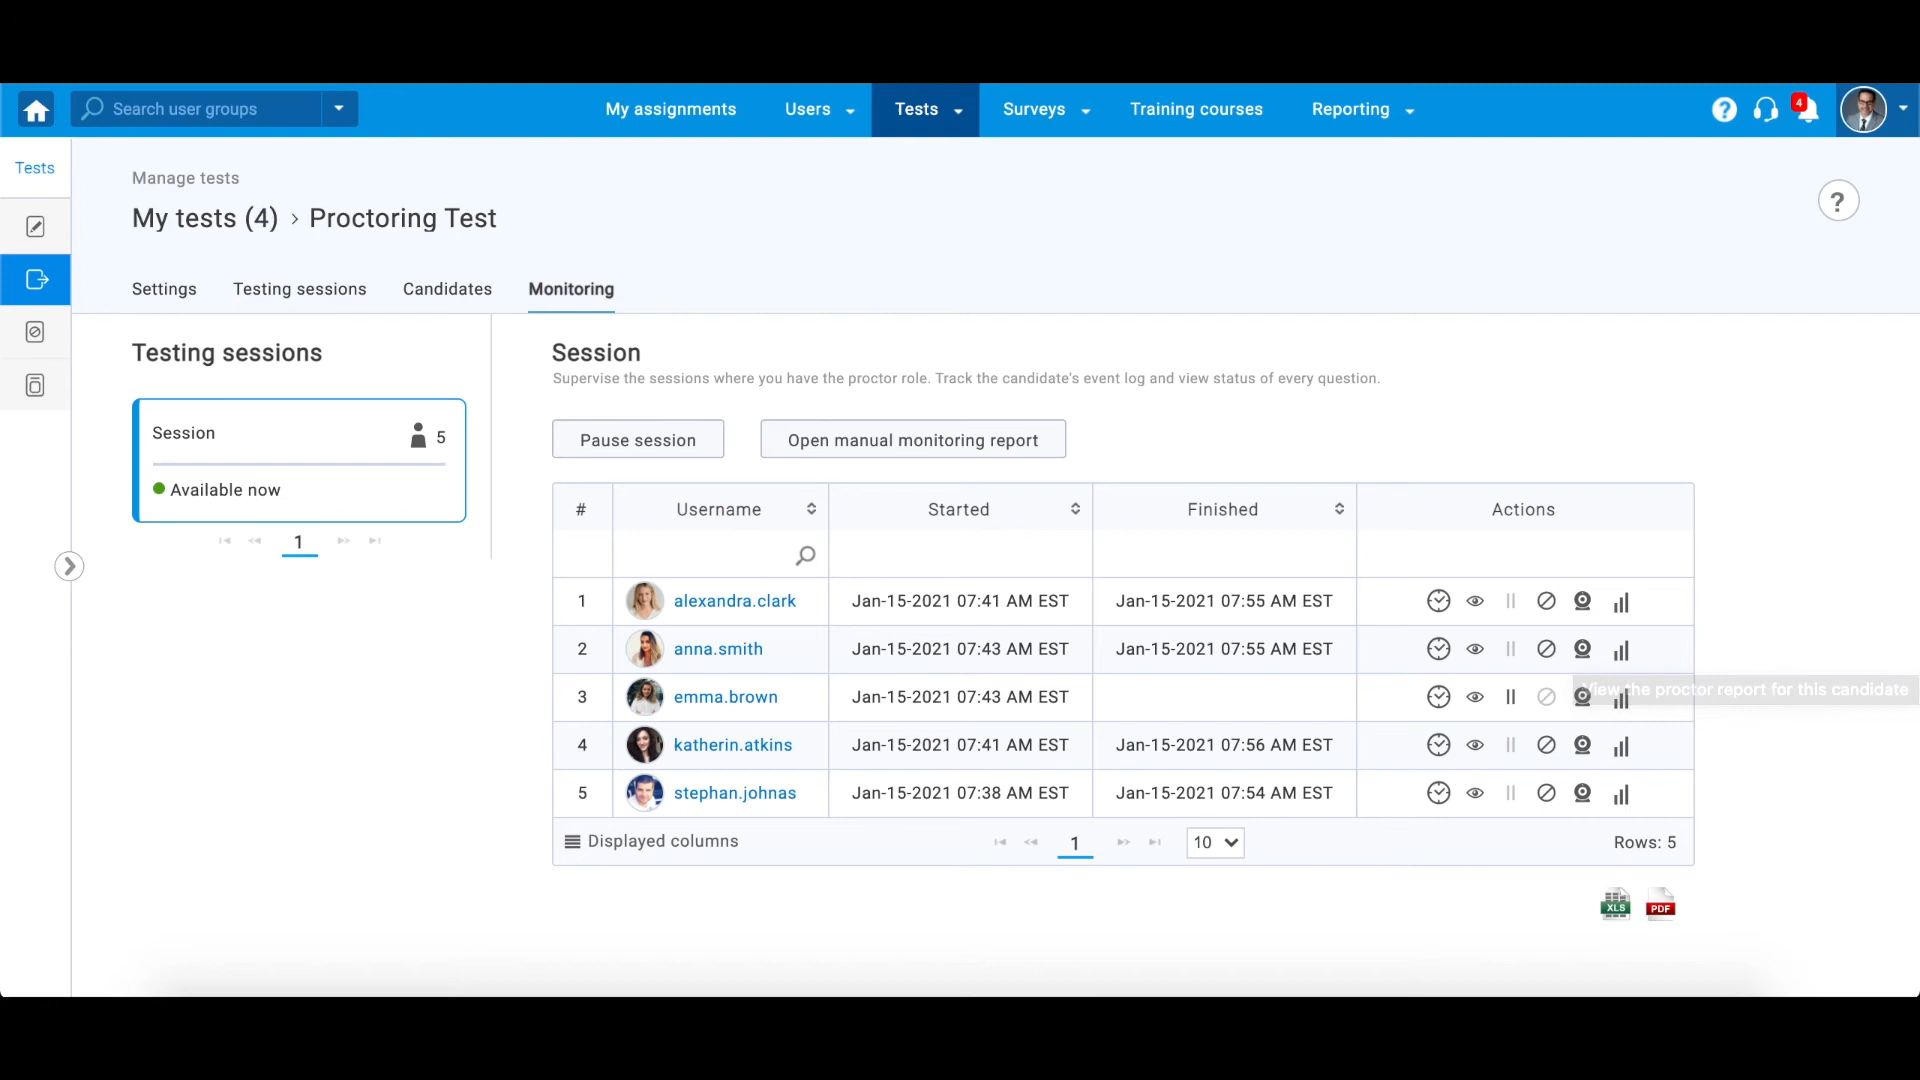 Search user groups
My assignments
Users
Tests
Surveys
Training courses
Reporting
?
4
Tests
Manage tests
My tests (4) › Proctoring Test
?
Settings
Testing sessions
Candidates
Monitoring
Testing sessions
Session
5
Available now
1
Session
Supervise the sessions where you have the proctor role. Track the candidate's event log and view status of every question.
Pause session
Open manual monitoring report
# Username Started Finished Actions
1 alexandra.clark Jan-15-2021 07:41 AM EST Jan-15-2021 07:55 AM EST
2 anna.smith Jan-15-2021 07:43 AM EST Jan-15-2021 07:55 AM EST
View the proctor report for this candidate
3 emma.brown Jan-15-2021 07:43 AM EST
4 katherin.atkins Jan-15-2021 07:41 AM EST Jan-15-2021 07:56 AM EST
5 stephan.johnas Jan-15-2021 07:38 AM EST Jan-15-2021 07:54 AM EST
Displayed columns
1
10
Rows: 5
XLS
PDF